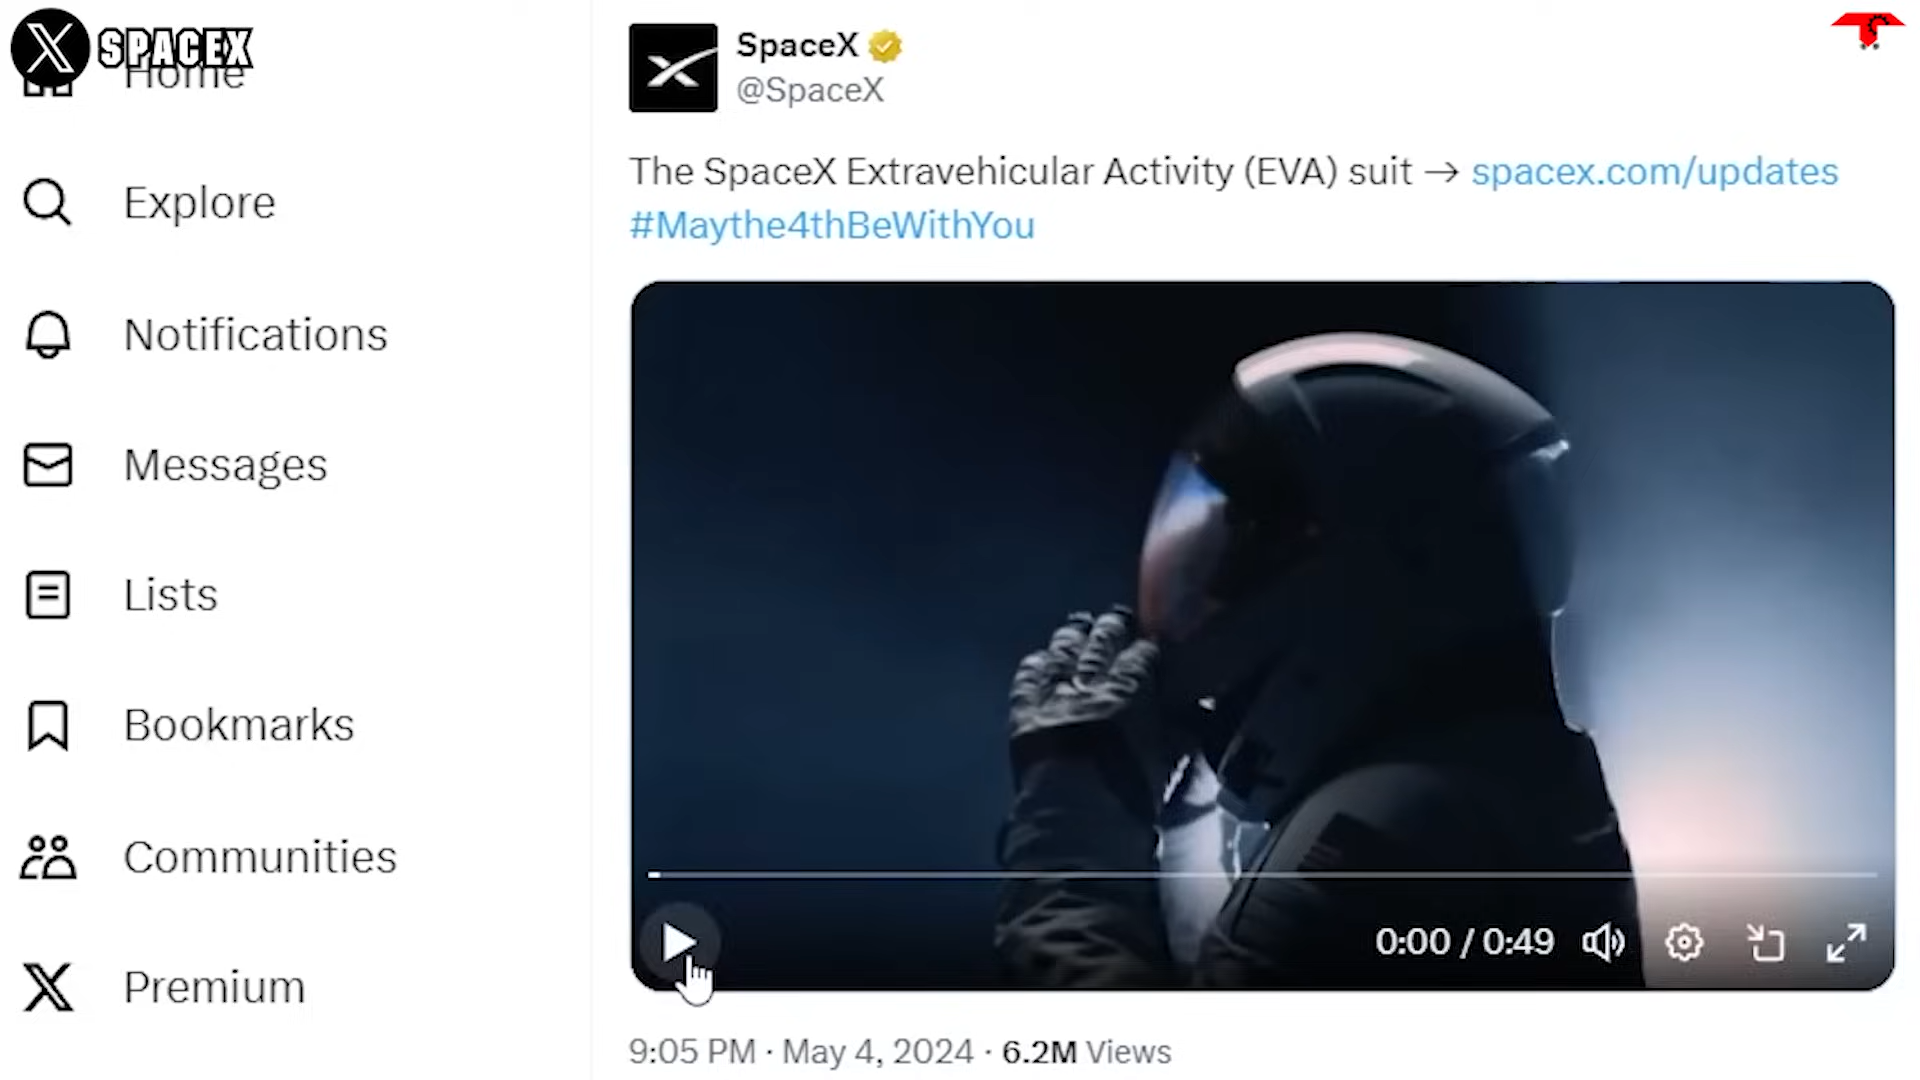 SPACEX
Home
Explore
Notifications
Messages
Lists
Bookmarks
Communities
Premium
SpaceX
@SpaceX
The SpaceX Extravehicular Activity (EVA) suit → spacex.com/updates
#Maythe4thBeWithYou
0:00 / 0:49
9:05 PM · May 4, 2024 · 6.2M Views